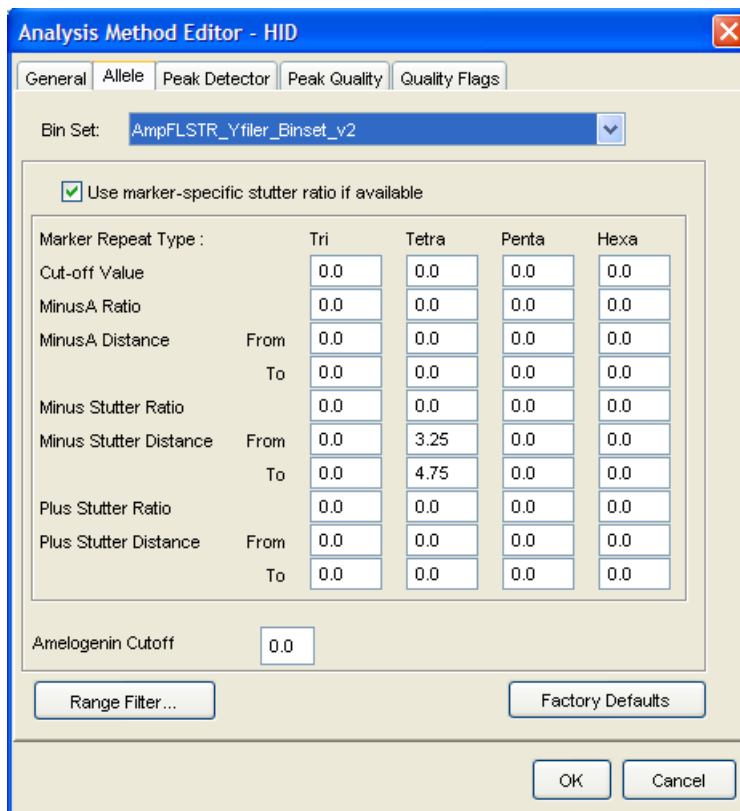 Analysis Method Editor - HID
General Allele Peak Detector Peak Quality Quality Flags
Bin Set: AmpFLSTR_Yfiler_Binset_v2
Use marker-specific stutter ratio if available
Marker Repeat Type : Tri Tetra Penta Hexa
Cut-off Value 0.0 0.0 0.0 0.0
MinusA Ratio 0.0 0.0 0.0 0.0
MinusA Distance From 0.0 0.0 0.0 0.0
To 0.0 0.0 0.0 0.0
Minus Stutter Ratio 0.0 0.0 0.0 0.0
Minus Stutter Distance From 0.0 3.25 0.0 0.0
To 0.0 4.75 0.0 0.0
Plus Stutter Ratio 0.0 0.0 0.0 0.0
Plus Stutter Distance From 0.0 0.0 0.0 0.0
To 0.0 0.0 0.0 0.0
Amelogenin Cutoff 0.0
Range Filter... Factory Defaults
OK Cancel